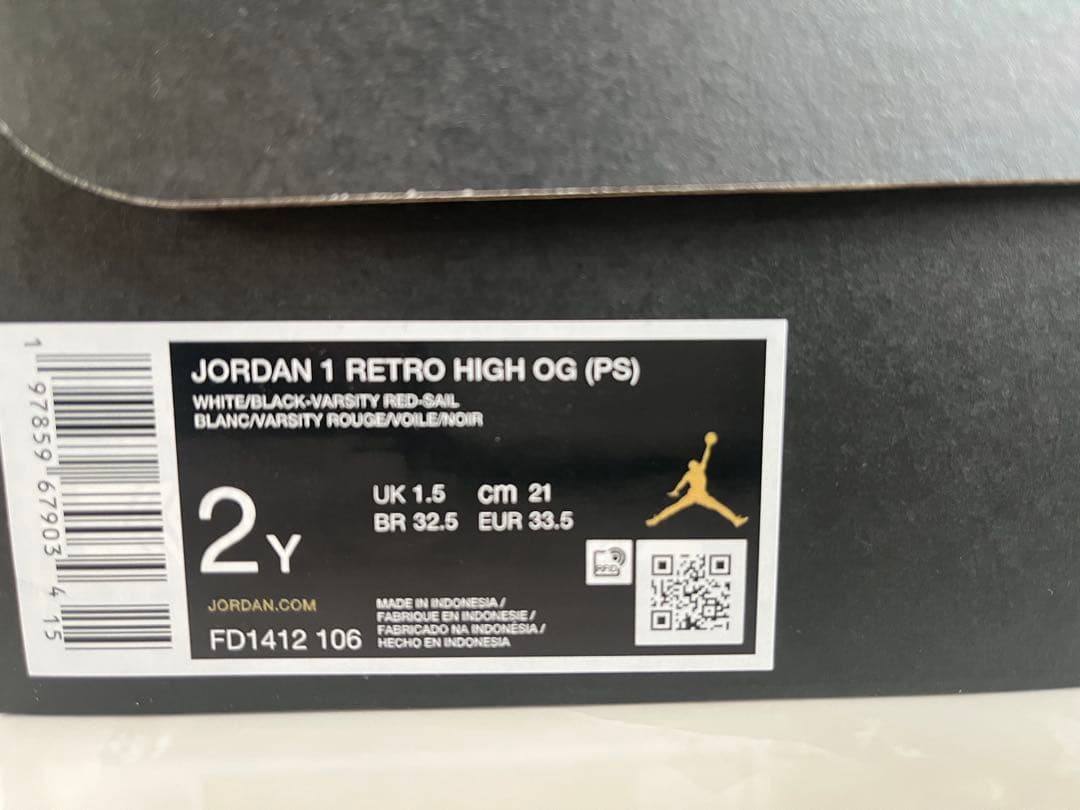 JORDAN 1 RETRO HIGH OG (PS)
WHITE/BLACK-VARSITY RED-SAIL
BLANC/VARSITY ROUGE/VOILE/NOIR
2Y
UK 1.5 cm 21
BR 32.5 EUR 33.5
RFID
JORDAN.COM
FD1412 106
MADE IN INDONESIA /
FABRIQUE EN INDONESIE /
FABRICADO NA INDONÉSIA /
HECHO EN INDONESIA
1 97859 67903 4 15